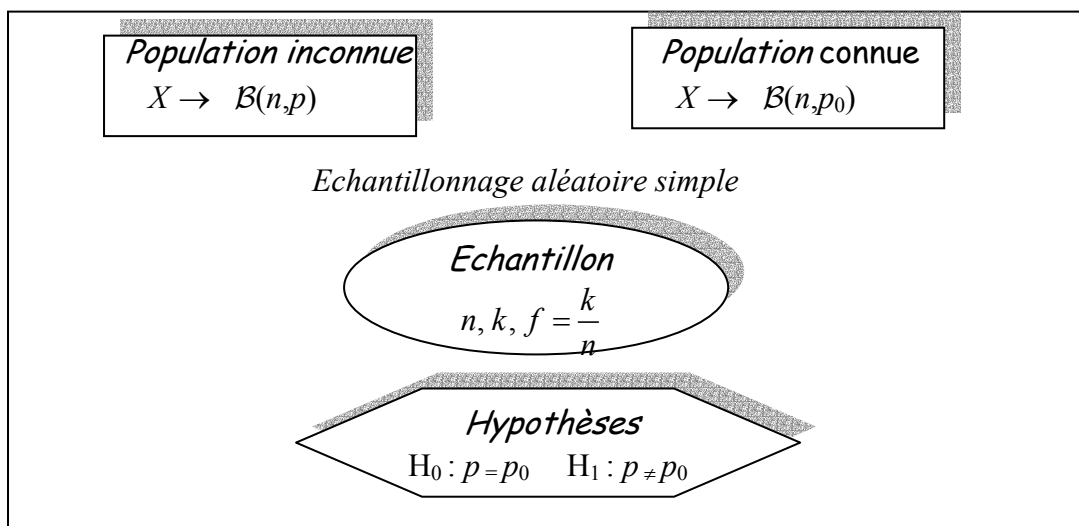 Population inconnue
X → B(n,p)
Population connue
X → B(n,p₀)
Echantillonnage aléatoire simple
Echantillon
n, k, f = k/n
Hypothèses
H₀ : p = p₀ H₁ : p ≠ p₀